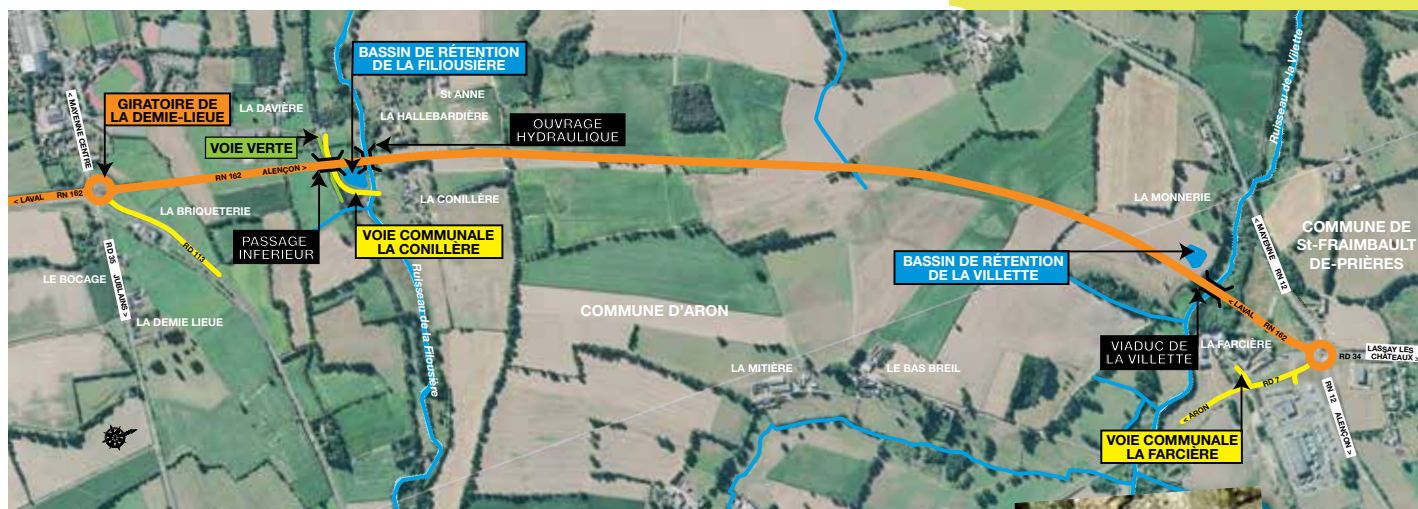 BASSIN DE RÉTENTION
DE LA FILIOUSIÈRE
GIRATOIRE DE
LA DEMIE-LIEUE
< MAYENNE CENTRE
LA DAVIÈRE
St ANNE
LA HALLEBARDIÈRE
OUVRAGE
HYDRAULIQUE
VOIE VERTE
RN 162
ALENÇON >
< LAVAL
RN 162
LA BRIQUETERIE
RD 113
PASSAGE
INFERIEUR
LA CONILLÈRE
VOIE COMMUNALE
LA CONILLÈRE
RD 35
JUBLAINS >
LE BOCAGE
LA DEMIE LIEUE
Ruisseau de la Filousière
COMMUNE D'ARON
LA MITIÈRE
LE BAS BREIL
Ruisseau de la Vilette
LA MONNERIE
< MAYENNE
RN 12
COMMUNE DE
St-FRAIMBAULT
DE-PRIÈRES
BASSIN DE RÉTENTION
DE LA VILLETTE
< LAVAL
RN 162
VIADUC DE
LA VILLETTE
LA FARCIÈRE
RD 34
LASSAY LES
CHÂTEAUX >
RD 7
< ARON
RN 12
ALENÇON >
VOIE COMMUNALE
LA FARCIÈRE